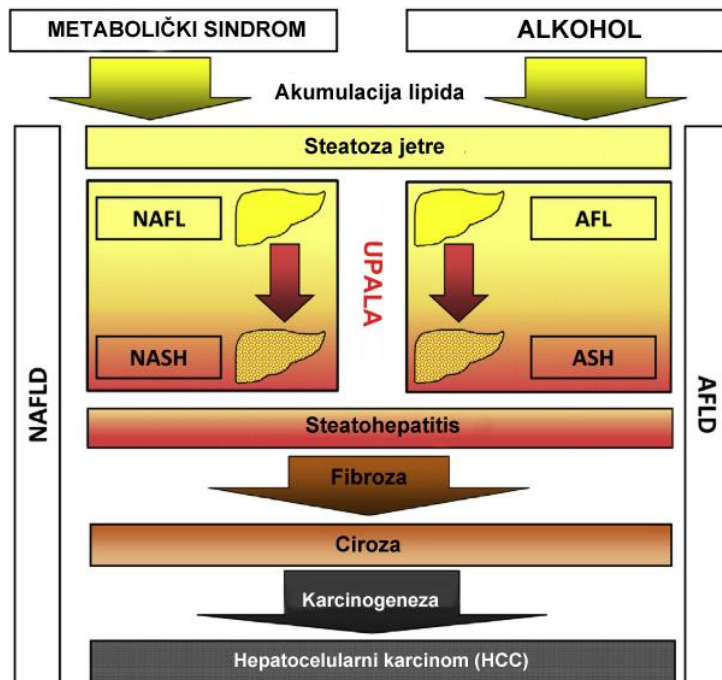 METABOLIČKI SINDROM
ALKOHOL
Akumulacija lipida
Steatoza jetre
NAFL
AFL
UPALA
NASH
ASH
NAFLD
AFLD
Steatohepatitis
Fibroza
Ciroza
Karcinogeneza
Hepatocelularni karcinom (HCC)